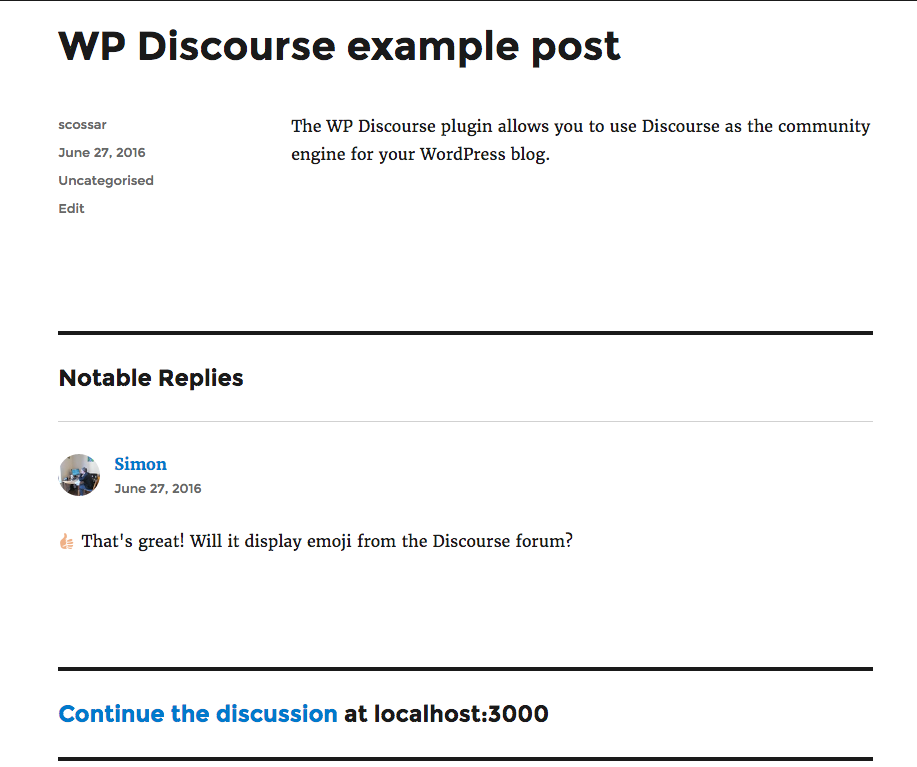 WP Discourse example post
scossar
June 27, 2016
Uncategorised
Edit
The WP Discourse plugin allows you to use Discourse as the community
engine for your WordPress blog.
Notable Replies
Simon
June 27, 2016
That's great! Will it display emoji from the Discourse forum?
Continue the discussion at localhost:3000